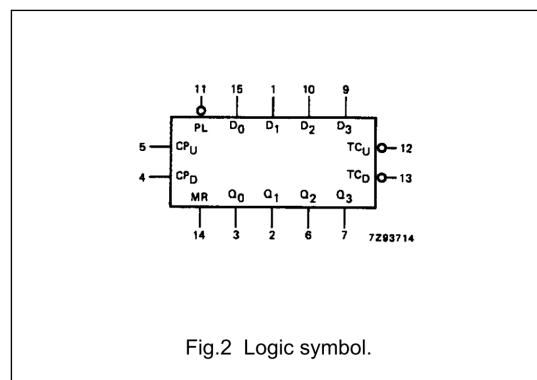 11 15 1 10 9
PL D0 D1 D2 D3
5 CPU TCU 12
4 CPD TCD 13
MR Q0 Q1 Q2 Q3
14 3 2 6 7 7Z93714
Fig.2 Logic symbol.